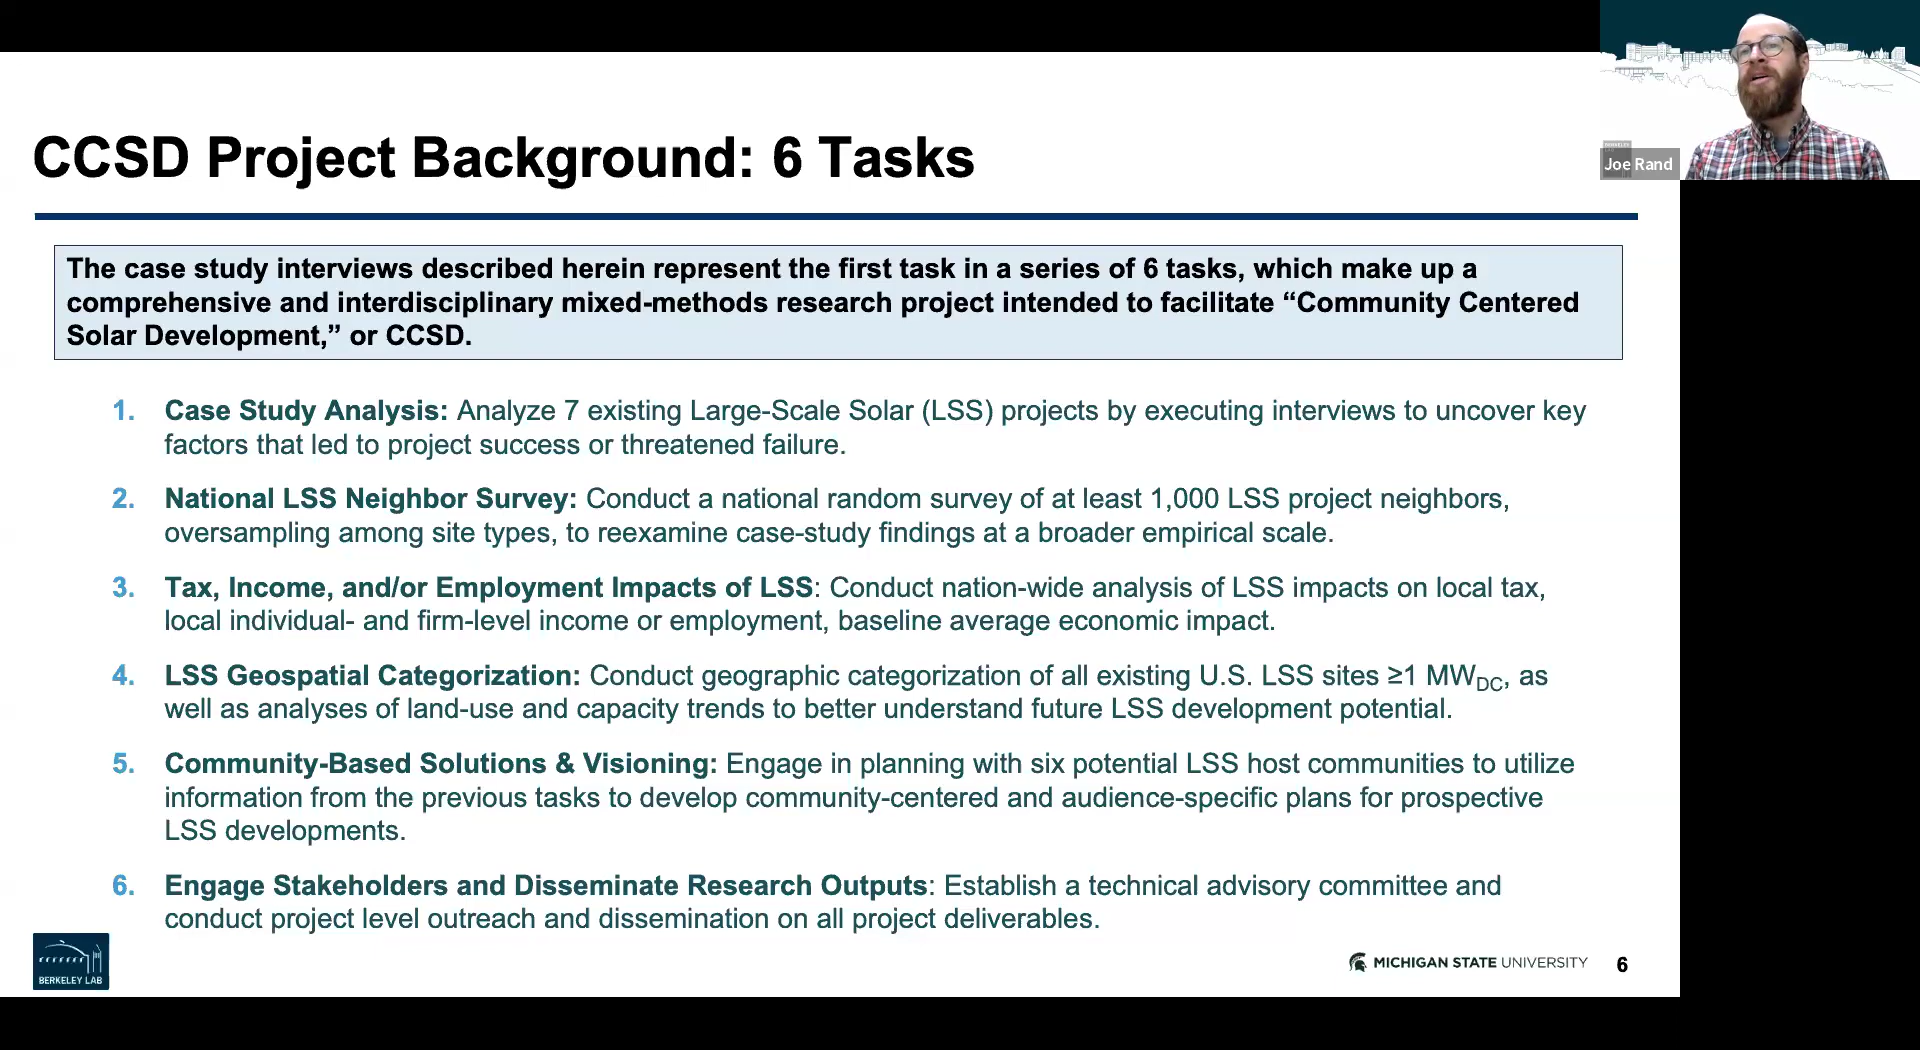 CCSD Project Background: 6 Tasks
Joe Rand
The case study interviews described herein represent the first task in a series of 6 tasks, which make up a
comprehensive and interdisciplinary mixed-methods research project intended to facilitate “Community Centered
Solar Development,” or CCSD.
1. Case Study Analysis: Analyze 7 existing Large-Scale Solar (LSS) projects by executing interviews to uncover key
factors that led to project success or threatened failure.
2. National LSS Neighbor Survey: Conduct a national random survey of at least 1,000 LSS project neighbors,
oversampling among site types, to reexamine case-study findings at a broader empirical scale.
3. Tax, Income, and/or Employment Impacts of LSS: Conduct nation-wide analysis of LSS impacts on local tax,
local individual- and firm-level income or employment, baseline average economic impact.
4. LSS Geospatial Categorization: Conduct geographic categorization of all existing U.S. LSS sites ≥1 MWDC, as
well as analyses of land-use and capacity trends to better understand future LSS development potential.
5. Community-Based Solutions & Visioning: Engage in planning with six potential LSS host communities to utilize
information from the previous tasks to develop community-centered and audience-specific plans for prospective
LSS developments.
6. Engage Stakeholders and Disseminate Research Outputs: Establish a technical advisory committee and
conduct project level outreach and dissemination on all project deliverables.
BERKELEY LAB
MICHIGAN STATE UNIVERSITY
6